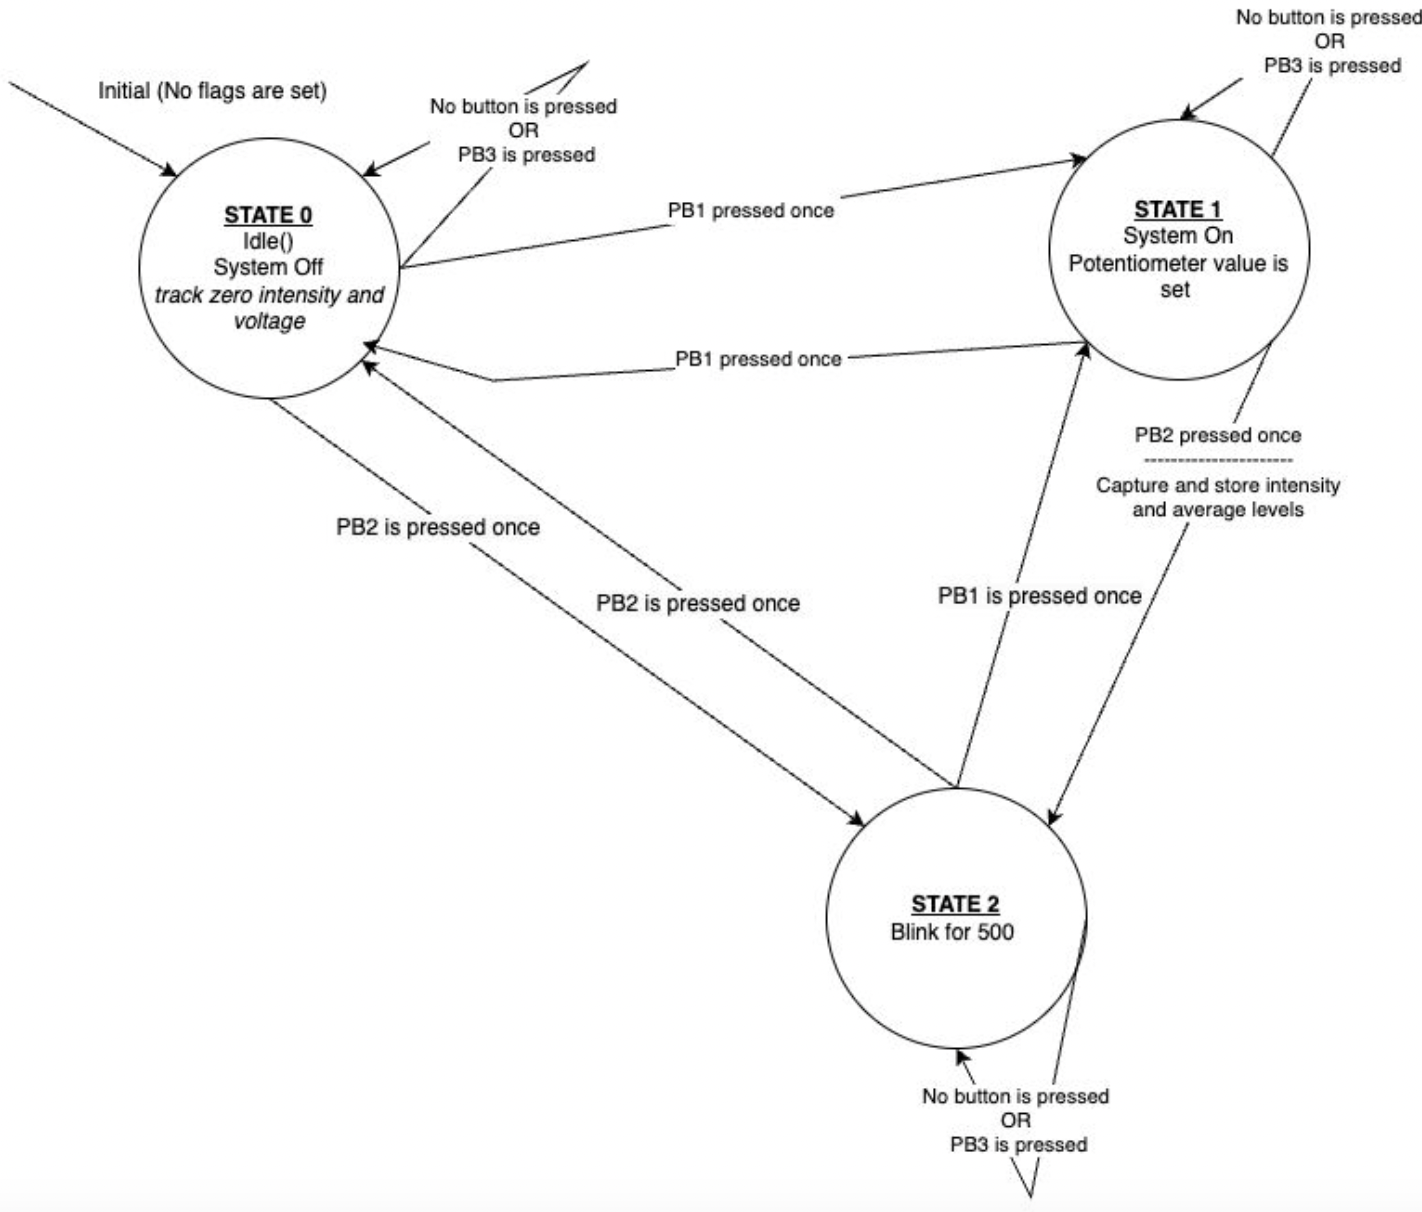 Initial (No flags are set)
No button is pressed
OR
PB3 is pressed
No button is pressed
OR
PB3 is pressed
STATE 0
Idle()
System Off
track zero intensity and
voltage
PB1 pressed once
STATE 1
System On
Potentiometer value is
set
PB1 pressed once
PB2 pressed once
----------------------
Capture and store intensity
and average levels
PB2 is pressed once
PB2 is pressed once
PB1 is pressed once
STATE 2
Blink for 500
No button is pressed
OR
PB3 is pressed